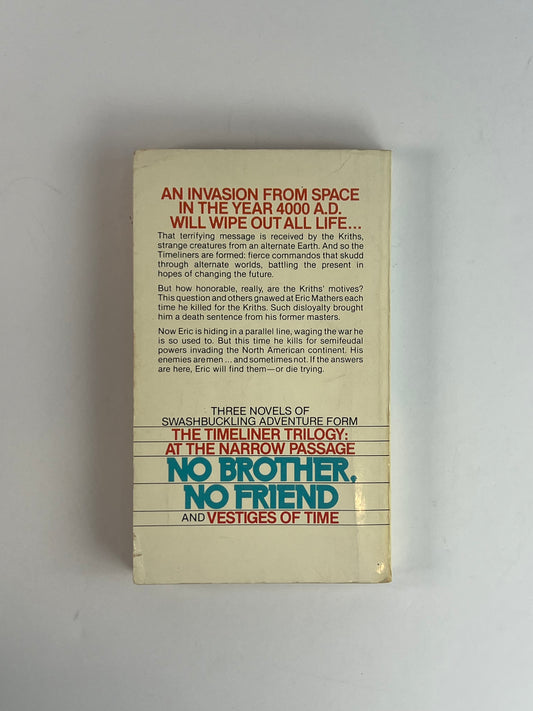 AN INVASION FROM SPACE
IN THE YEAR 4000 A.D.
WILL WIPE OUT ALL LIFE...
That terrifying message is received by the Kriths,
strange creatures from an alternate Earth. And so the
Timeliners are formed: fierce commandos that skudd
through alternate worlds, battling the present in
hopes of changing the future.
But how honorable, really, are the Kriths' motives?
This question and others gnawed at Eric Mathers each
time he killed for the Kriths. Such disloyalty brought
him a death sentence from his former masters.
Now Eric is hiding in a parallel line, waging the war he
is so used to. But this time he kills for semifeudal
powers invading the North American continent. His
enemies are men ... and sometimes not. If the answers
are here, Eric will find them—or die trying.
THREE NOVELS OF
SWASHBUCKLING ADVENTURE FORM
THE TIMELINER TRILOGY:
AT THE NARROW PASSAGE
NO BROTHER,
NO FRIEND
AND VESTIGES OF TIME